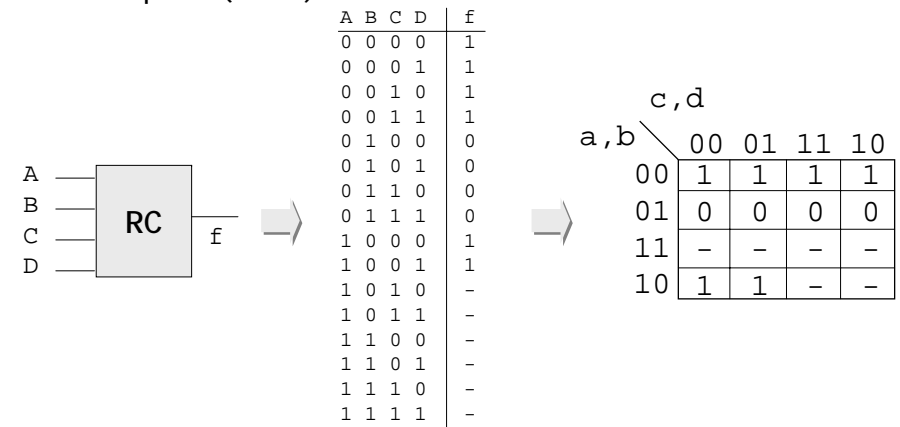 A B C D f
0 0 0 0 1
0 0 0 1 1
0 0 1 0 1
0 0 1 1 1
0 1 0 0 0
0 1 0 1 0
0 1 1 0 0
0 1 1 1 0
1 0 0 0 1
1 0 0 1 1
1 0 1 0 -
1 0 1 1 -
1 1 0 0 -
1 1 0 1 -
1 1 1 0 -
1 1 1 1 -
A
B
C
D
RC
f
c,d
a,b
00 01 11 10
00 1 1 1 1
01 0 0 0 0
11 - - - -
10 1 1 - -